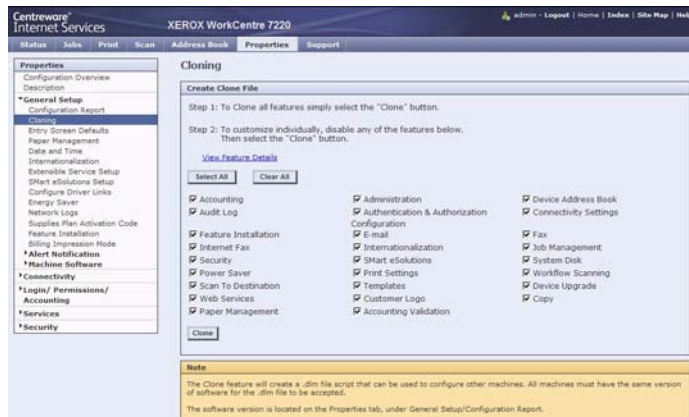 Centreware®
Internet Services
XEROX WorkCentre 7220
admin - Logout | Home | Index | Site Map | Help
Status Jobs Print Scan Address Book Properties Support
Properties
Configuration Overview
Description
General Setup
Configuration Report
Cloning
Entry Screen Defaults
Paper Management
Date and Time
Internationalization
Extensible Service Setup
SMart eSolutions Setup
Configure Driver Links
Energy Saver
Network Logs
Supplies Plan Activation Code
Feature Installation
Billing Impression Mode
Alert Notification
Machine Software
Connectivity
Login/ Permissions/
Accounting
Services
Security
Cloning
Create Clone File
Step 1: To Clone all features simply select the "Clone" button.
Step 2: To customize individually, disable any of the features below.
Then select the "Clone" button.
View Feature Details
Select All Clear All
Accounting Administration Device Address Book
Audit Log Authentication & Authorization Connectivity Settings
Configuration
Feature Installation E-mail Fax
Internet Fax Internationalization Job Management
Security SMart eSolutions System Disk
Power Saver Print Settings Workflow Scanning
Scan To Destination Templates Device Upgrade
Web Services Customer Logo Copy
Paper Management Accounting Validation
Clone
Note
The Clone feature will create a .dlm file script that can be used to configure other machines. All machines must have the same version
of software for the .dlm file to be accepted.
The software version is located on the Properties tab, under General Setup/Configuration Report.